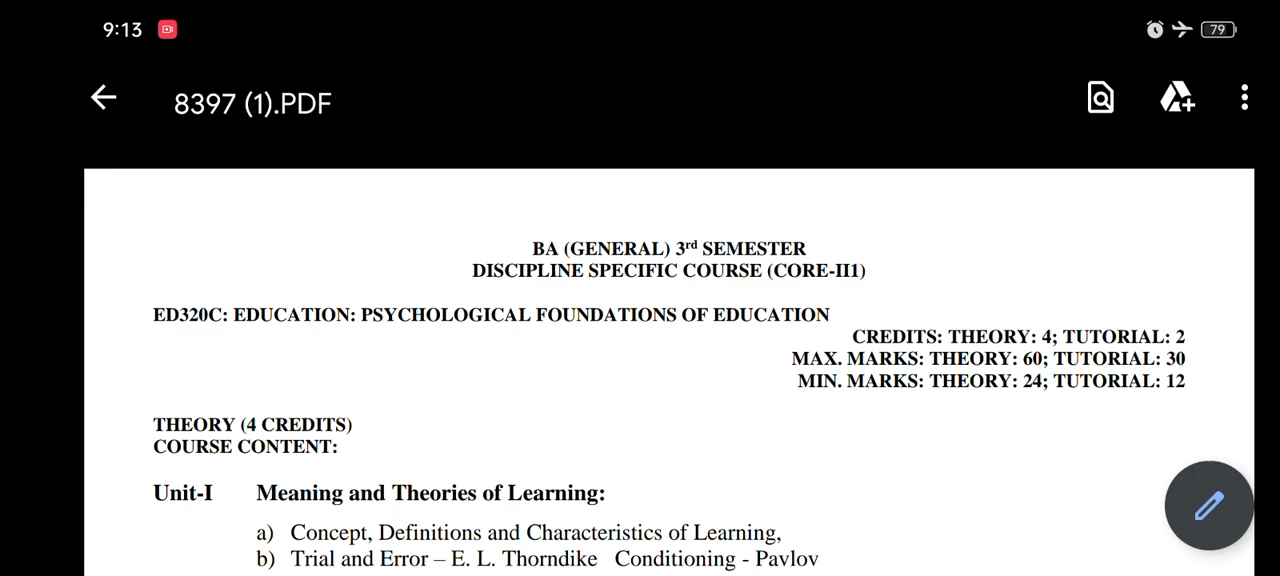 9:13
79
8397 (1).PDF
BA (GENERAL) 3rd SEMESTER
DISCIPLINE SPECIFIC COURSE (CORE-II1)
ED320C: EDUCATION: PSYCHOLOGICAL FOUNDATIONS OF EDUCATION
CREDITS: THEORY: 4; TUTORIAL: 2
MAX. MARKS: THEORY: 60; TUTORIAL: 30
MIN. MARKS: THEORY: 24; TUTORIAL: 12
THEORY (4 CREDITS)
COURSE CONTENT:
Unit-I Meaning and Theories of Learning:
a) Concept, Definitions and Characteristics of Learning,
b) Trial and Error – E. L. Thorndike Conditioning - Pavlov